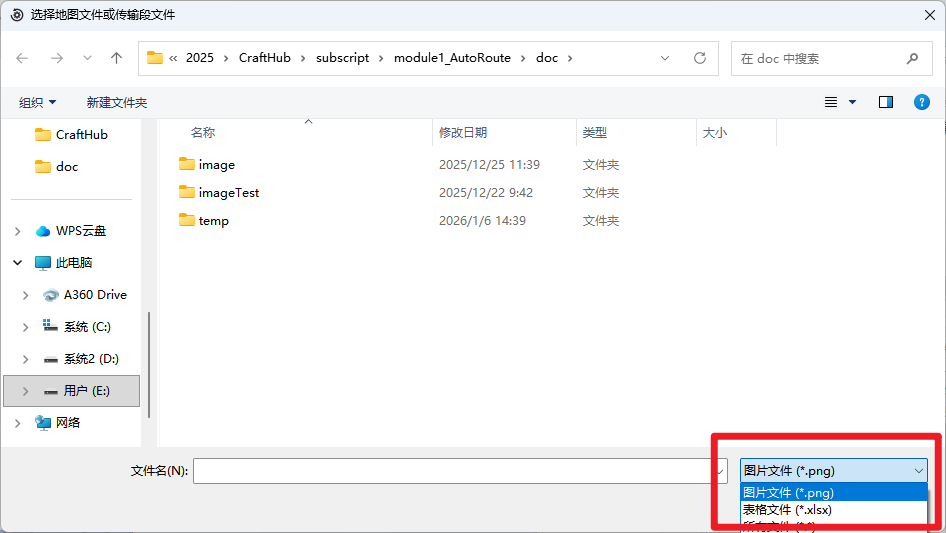 选择地图文件或传输段文件
« 2025 › CraftHub › subscript › module1_AutoRoute › doc ›
在 doc 中搜索
组织
新建文件夹
CraftHub
doc
WPS云盘
此电脑
A360 Drive
系统 (C:)
系统2 (D:)
用户 (E:)
网络
名称 修改日期 类型 大小
image 2025/12/25 11:39 文件夹
imageTest 2025/12/22 9:42 文件夹
temp 2026/1/6 14:39 文件夹
文件名(N):
图片文件 (*.png)
图片文件 (*.png)
表格文件 (*.xlsx)
所有文件 (*.*)